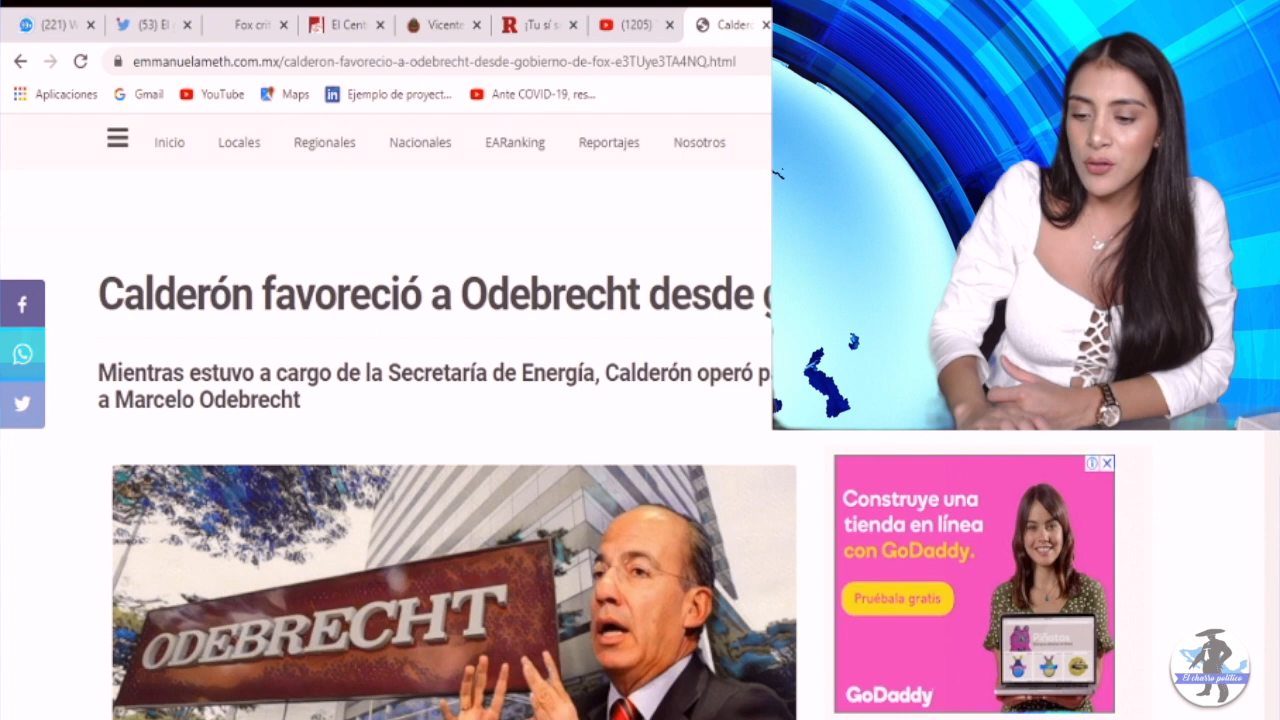 (221) W
(53) El
Fox crit
El Cent
Vicente
¡Tu sí s
(1205)
Calder
emmanuelameth.com.mx/calderon-favorecio-a-odebrecht-desde-gobierno-de-fox-e3TUye3TA4NQ.html
Aplicaciones
Gmail
YouTube
Maps
Ejemplo de proyect...
Ante COVID-19, res...
Inicio
Locales
Regionales
Nacionales
EARanking
Reportajes
Nosotros
Calderón favoreció a Odebrecht desde g
Mientras estuvo a cargo de la Secretaría de Energía, Calderón operó p
a Marcelo Odebrecht
ODEBRECHT
Construye una
tienda en línea
con GoDaddy.
Pruébala gratis
Piñatas
GoDaddy
El charro político